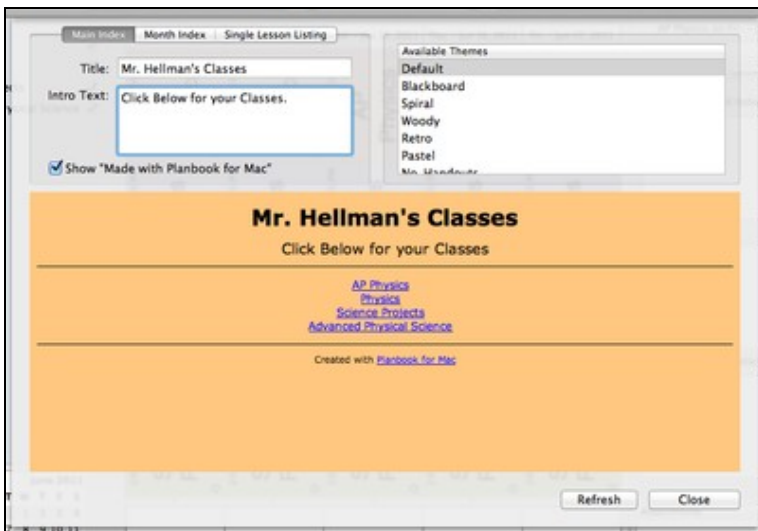 Main Index Month Index Single Lesson Listing
Title: Mr. Hellman's Classes
Intro Text: Click Below for your Classes.
Show "Made with Planbook for Mac"
Available Themes
Default
Blackboard
Spiral
Woody
Retro
Pastel
No Handouts
Mr. Hellman's Classes
Click Below for your Classes
AP Physics
Physics
Science Projects
Advanced Physical Science
Created with Planbook for Mac
Refresh Close